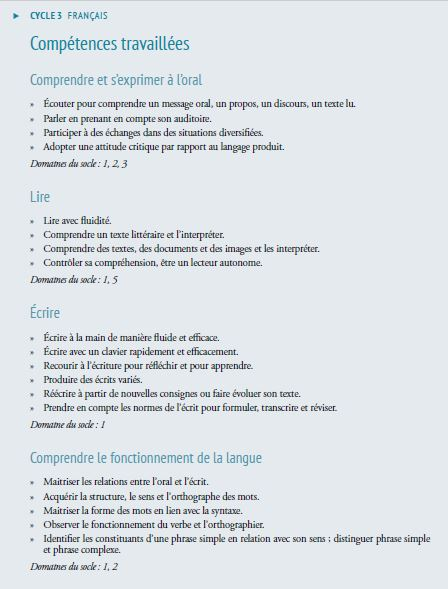 ► CYCLE 3 FRANÇAIS
Compétences travaillées
Comprendre et s'exprimer à l'oral
» Écouter pour comprendre un message oral, un propos, un discours, un texte lu.
» Parler en prenant en compte son auditoire.
» Participer à des échanges dans des situations diversifiées.
» Adopter une attitude critique par rapport au langage produit.
Domaines du socle : 1, 2, 3
Lire
» Lire avec fluidité.
» Comprendre un texte littéraire et l'interpréter.
» Comprendre des textes, des documents et des images et les interpréter.
» Contrôler sa compréhension, être un lecteur autonome.
Domaines du socle : 1, 5
Écrire
» Écrire à la main de manière fluide et efficace.
» Écrire avec un clavier rapidement et efficacement.
» Recourir à l'écriture pour réfléchir et pour apprendre.
» Produire des écrits variés.
» Réécrire à partir de nouvelles consignes ou faire évoluer son texte.
» Prendre en compte les normes de l'écrit pour formuler, transcrire et réviser.
Domaine du socle : 1
Comprendre le fonctionnement de la langue
» Maitriser les relations entre l'oral et l'écrit.
» Acquérir la structure, le sens et l'orthographe des mots.
» Maitriser la forme des mots en lien avec la syntaxe.
» Observer le fonctionnement du verbe et l'orthographier.
» Identifier les constituants d'une phrase simple en relation avec son sens ; distinguer phrase simple
et phrase complexe.
Domaines du socle : 1, 2